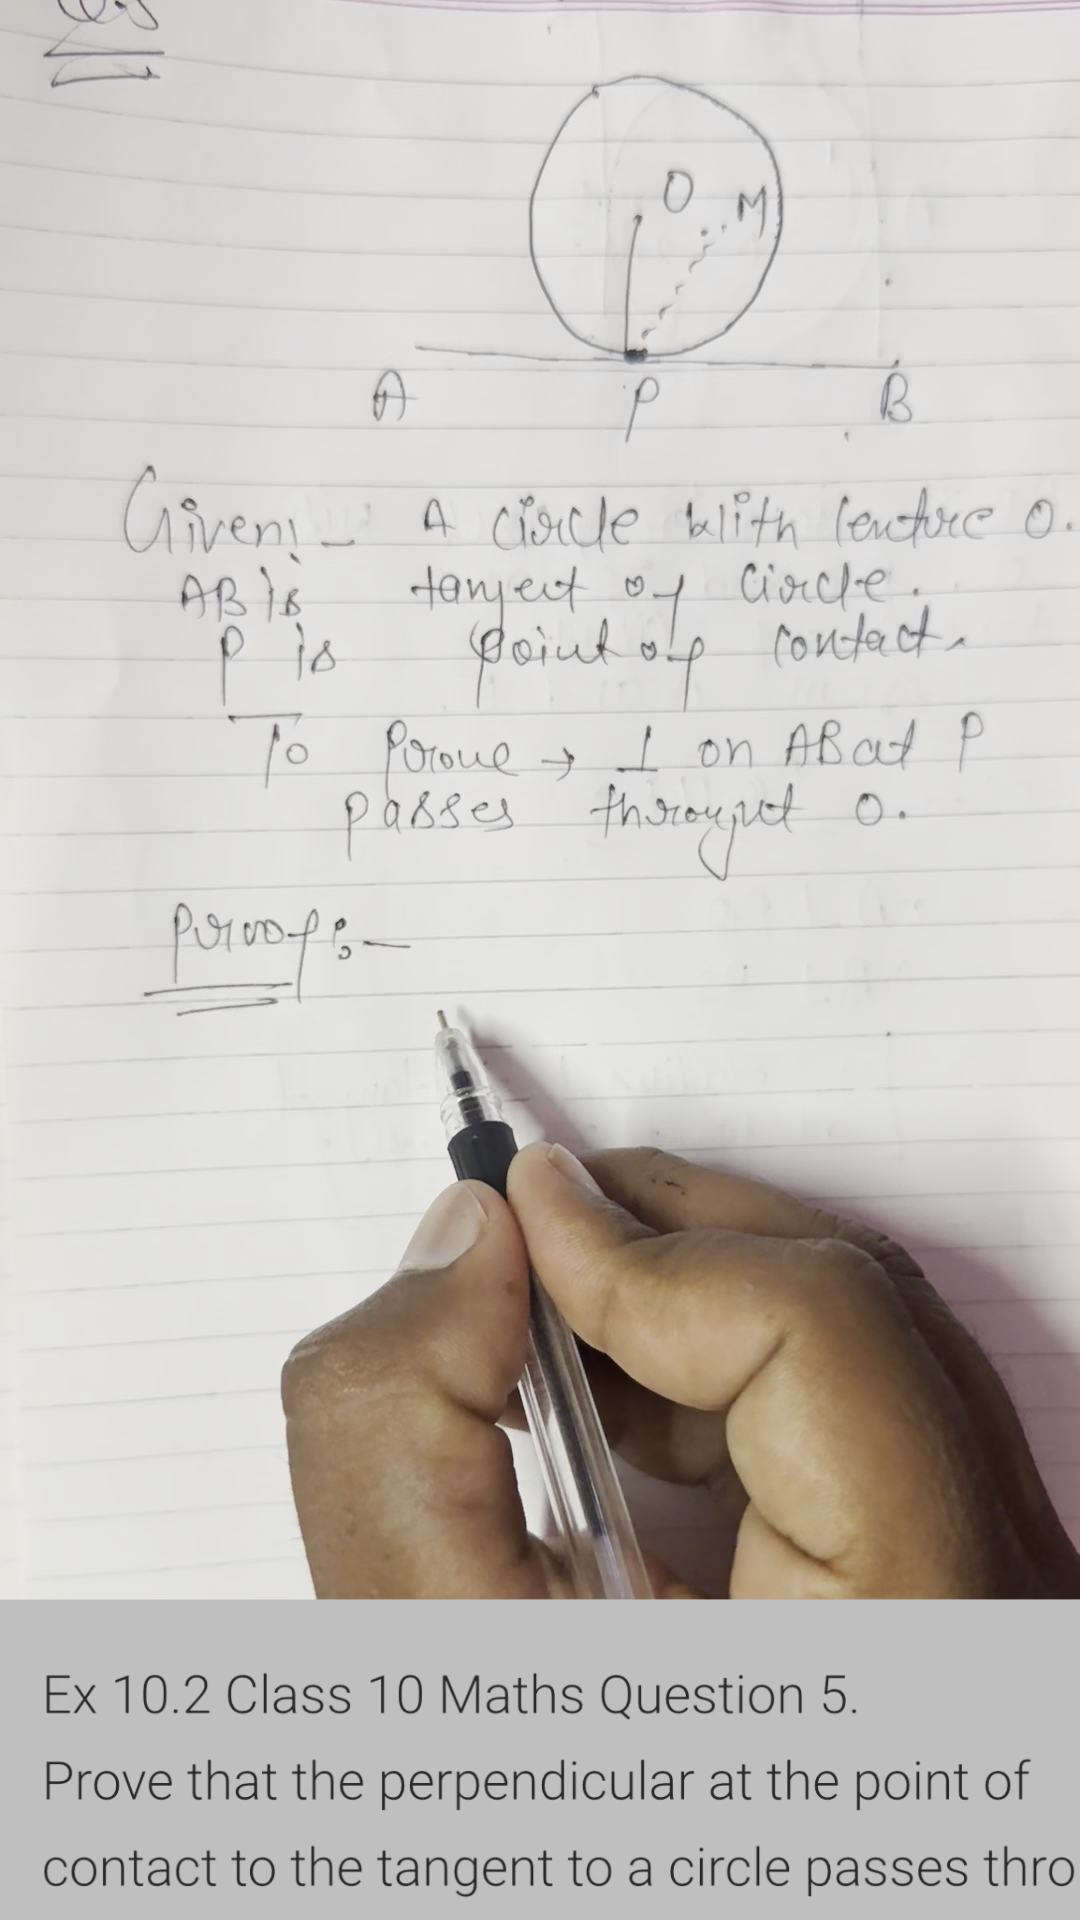 O
M
A
P
B
Given:- A circle With Centre O.
AB is tangent of circle.
P is point of contact.
To Prove → ⊥ on AB at P
passes through O.
Proof:-
Ex 10.2 Class 10 Maths Question 5.
Prove that the perpendicular at the point of
contact to the tangent to a circle passes thro